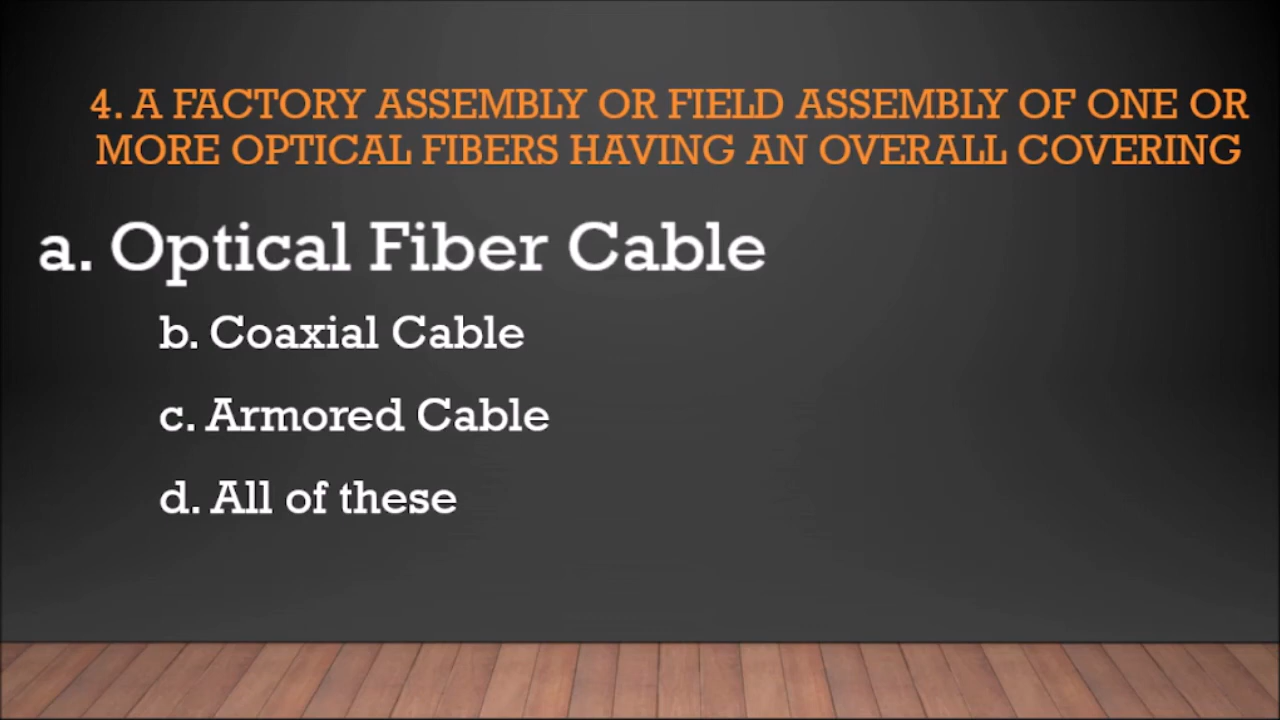 4. A FACTORY ASSEMBLY OR FIELD ASSEMBLY OF ONE OR
MORE OPTICAL FIBERS HAVING AN OVERALL COVERING
a. Optical Fiber Cable
b. Coaxial Cable
c. Armored Cable
d. All of these